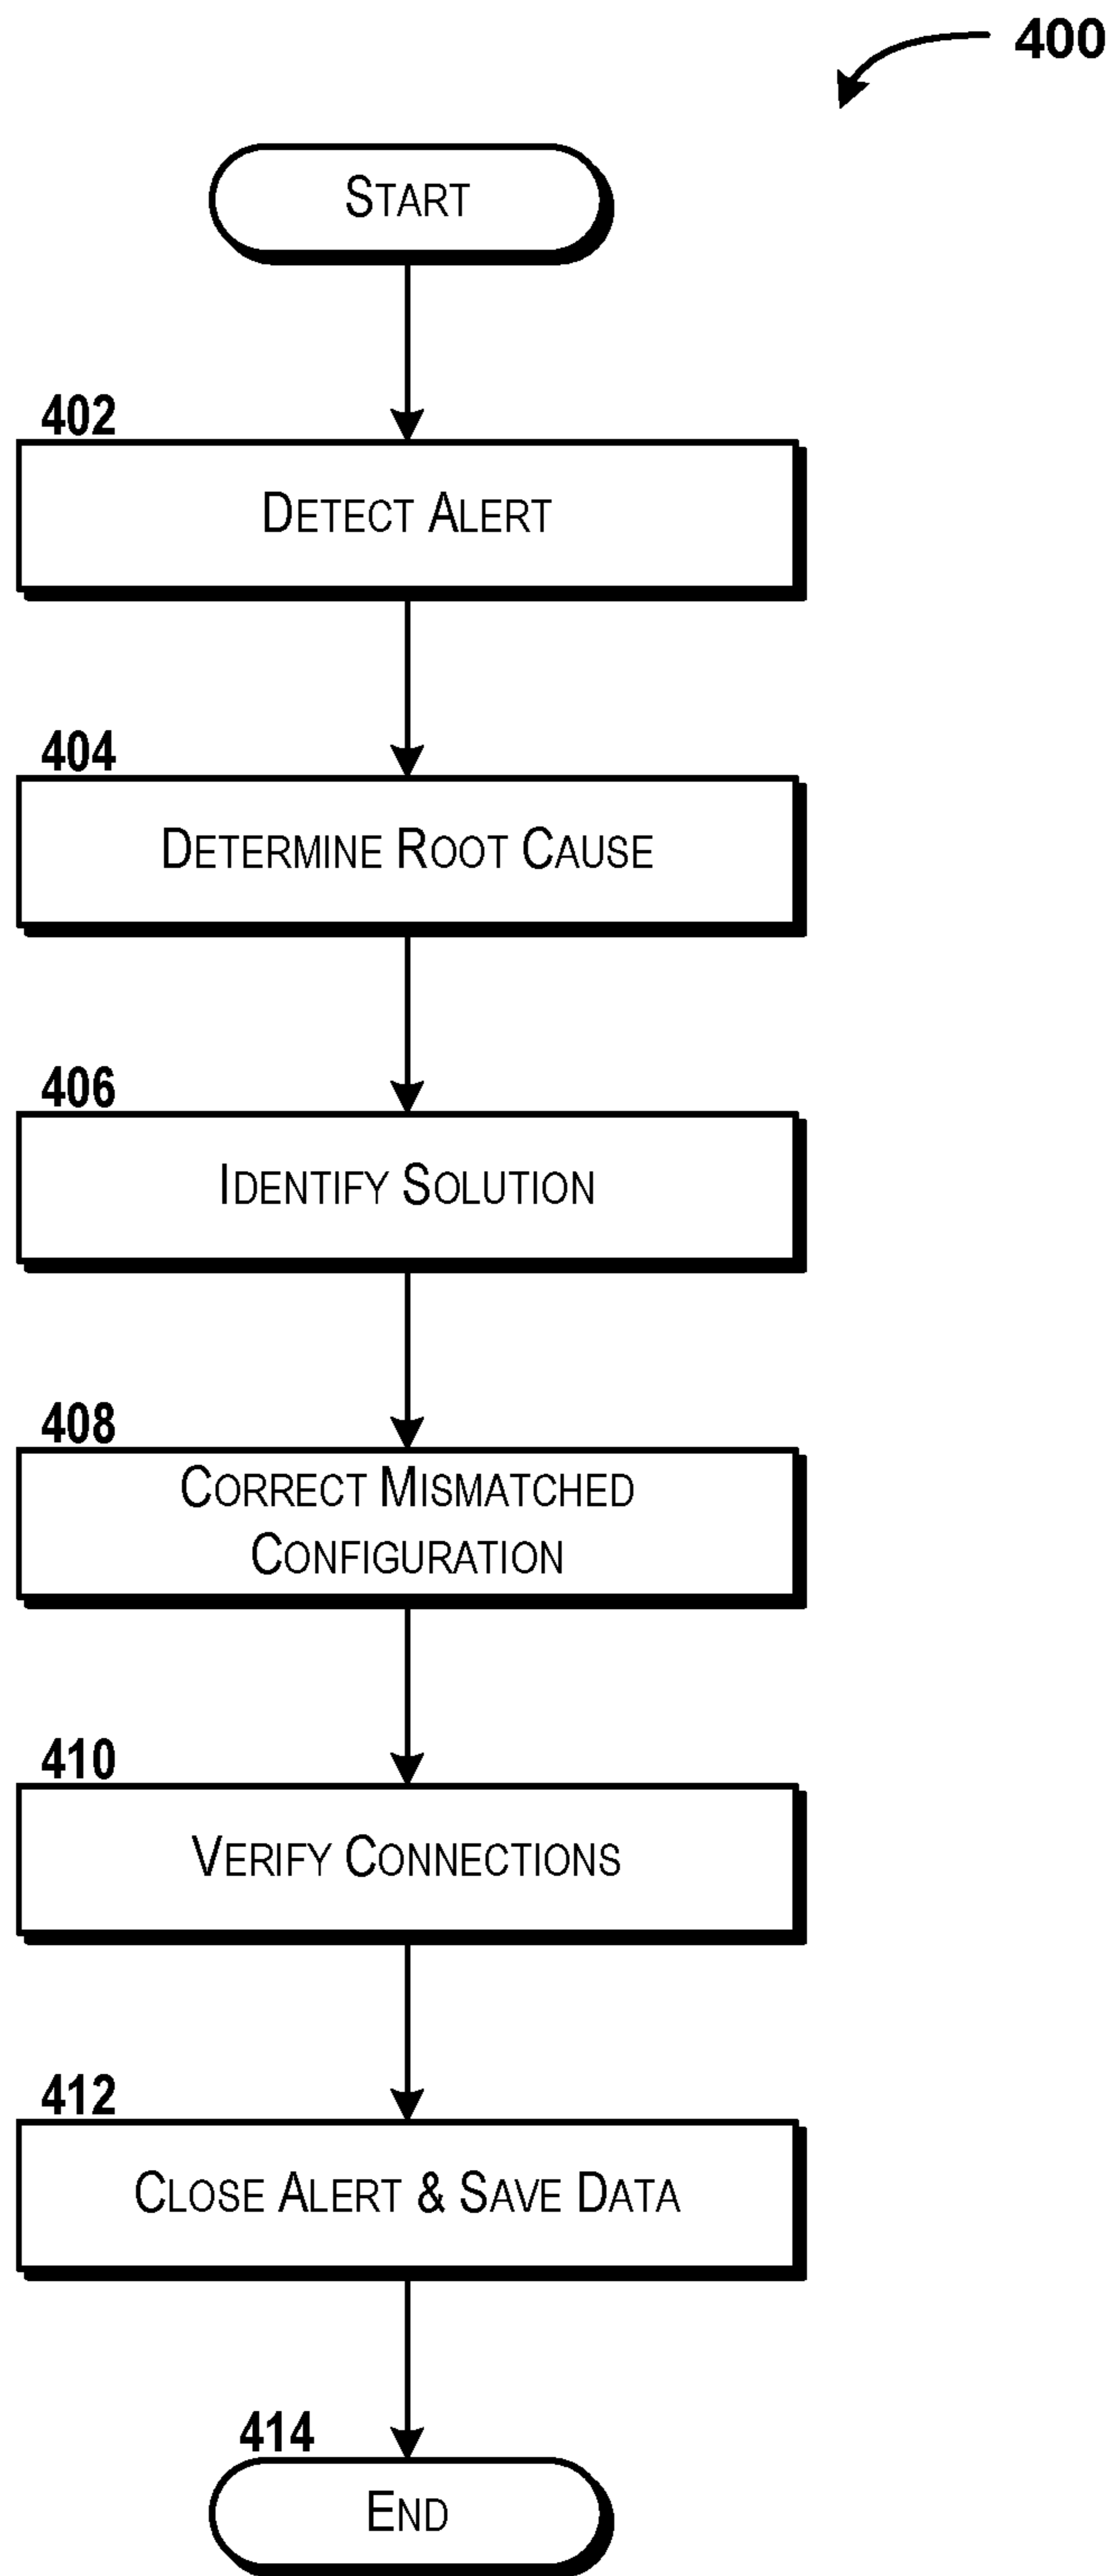 400
START
402
DETECT ALERT
404
DETERMINE ROOT CAUSE
406
IDENTIFY SOLUTION
408
CORRECT MISMATCHED
CONFIGURATION
410
VERIFY CONNECTIONS
412
CLOSE ALERT & SAVE DATA
414
END